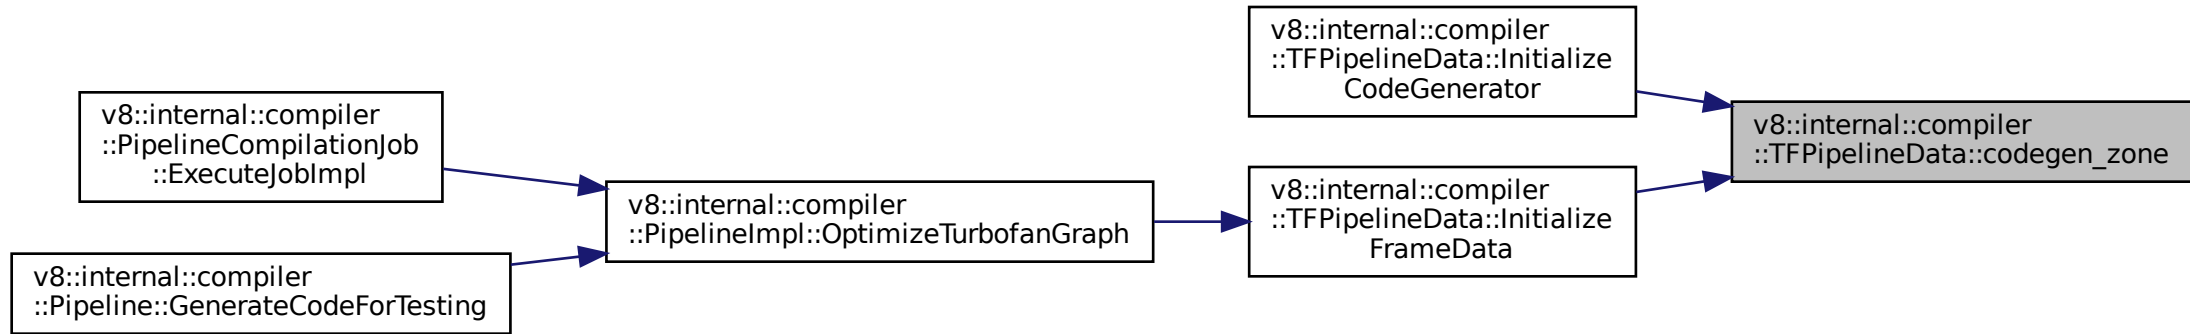 v8::internal::compiler
::PipelineCompilationJob
::ExecuteJobImpl
v8::internal::compiler
::Pipeline::GenerateCodeForTesting
v8::internal::compiler
::PipelineImpl::OptimizeTurbofanGraph
v8::internal::compiler
::TFPipelineData::Initialize
CodeGenerator
v8::internal::compiler
::TFPipelineData::Initialize
FrameData
v8::internal::compiler
::TFPipelineData::codegen_zone